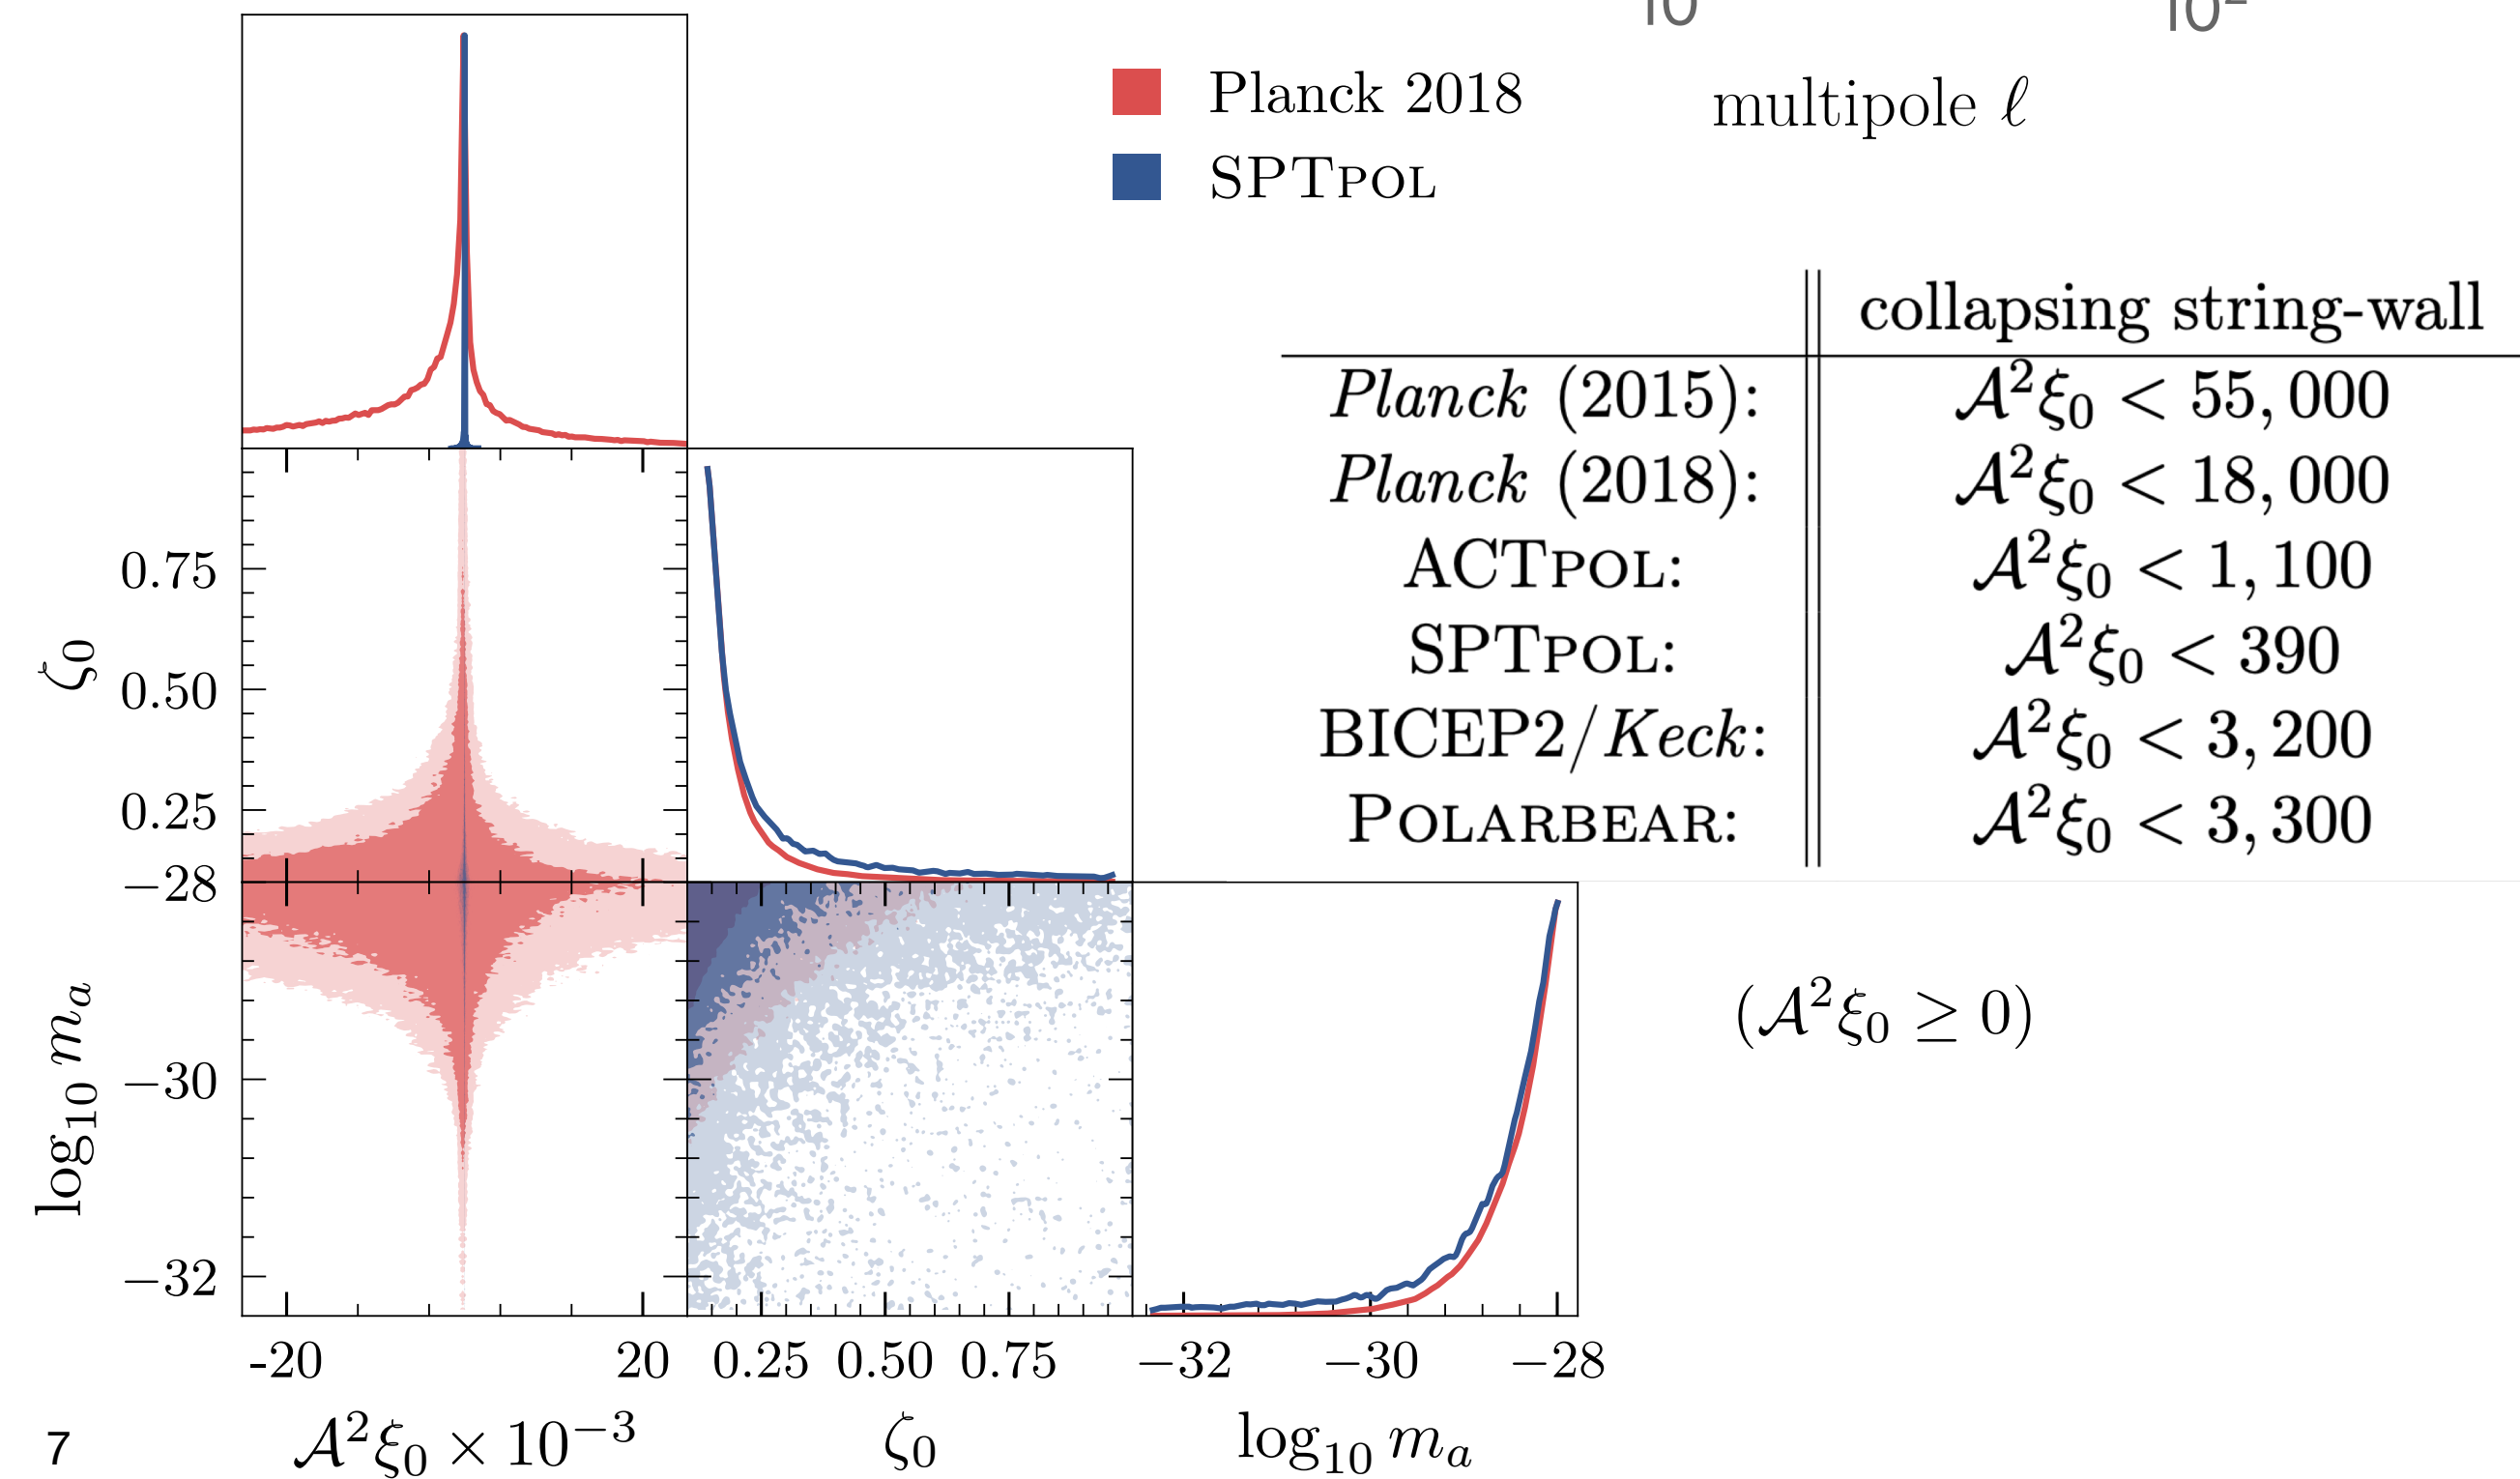 10
10²
multipole ℓ
Planck 2018
SPTPOL
collapsing string-wall
Planck (2015): 𝒜²ξ₀ < 55,000
Planck (2018): 𝒜²ξ₀ < 18,000
ACTPOL: 𝒜²ξ₀ < 1,100
SPTPOL: 𝒜²ξ₀ < 390
BICEP2/Keck: 𝒜²ξ₀ < 3,200
POLARBEAR: 𝒜²ξ₀ < 3,300
0.75
0.50
0.25
ζ₀
−28
−30
−32
log₁₀ mₐ
(𝒜²ξ₀ ≥ 0)
-20 20 0.25 0.50 0.75 −32 −30 −28
𝒜²ξ₀ × 10⁻³ ζ₀ log₁₀ mₐ
7